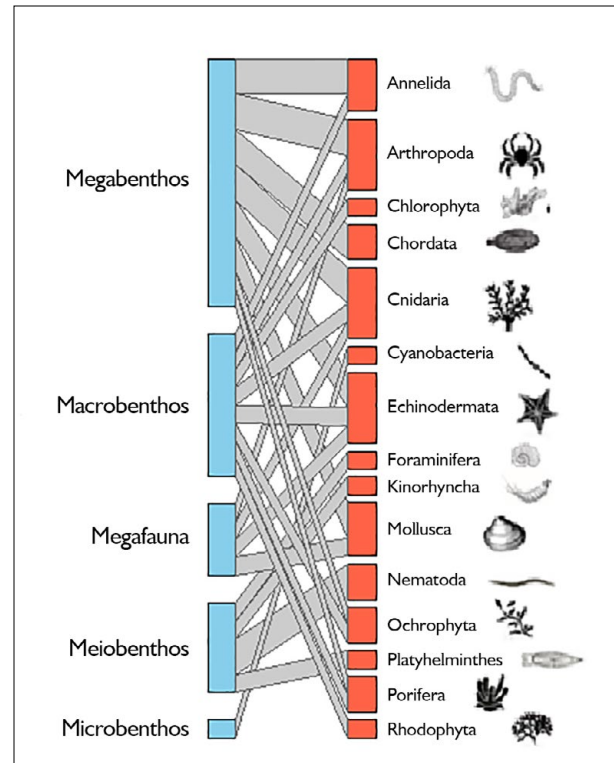 Annelida
Arthropoda
Megabenthos
Chlorophyta
Chordata
Cnidaria
Cyanobacteria
Macrobenthos
Echinodermata
Foraminifera
Kinorhyncha
Megafauna
Mollusca
Nematoda
Ochrophyta
Meiobenthos
Platyhelminthes
Porifera
Microbenthos
Rhodophyta